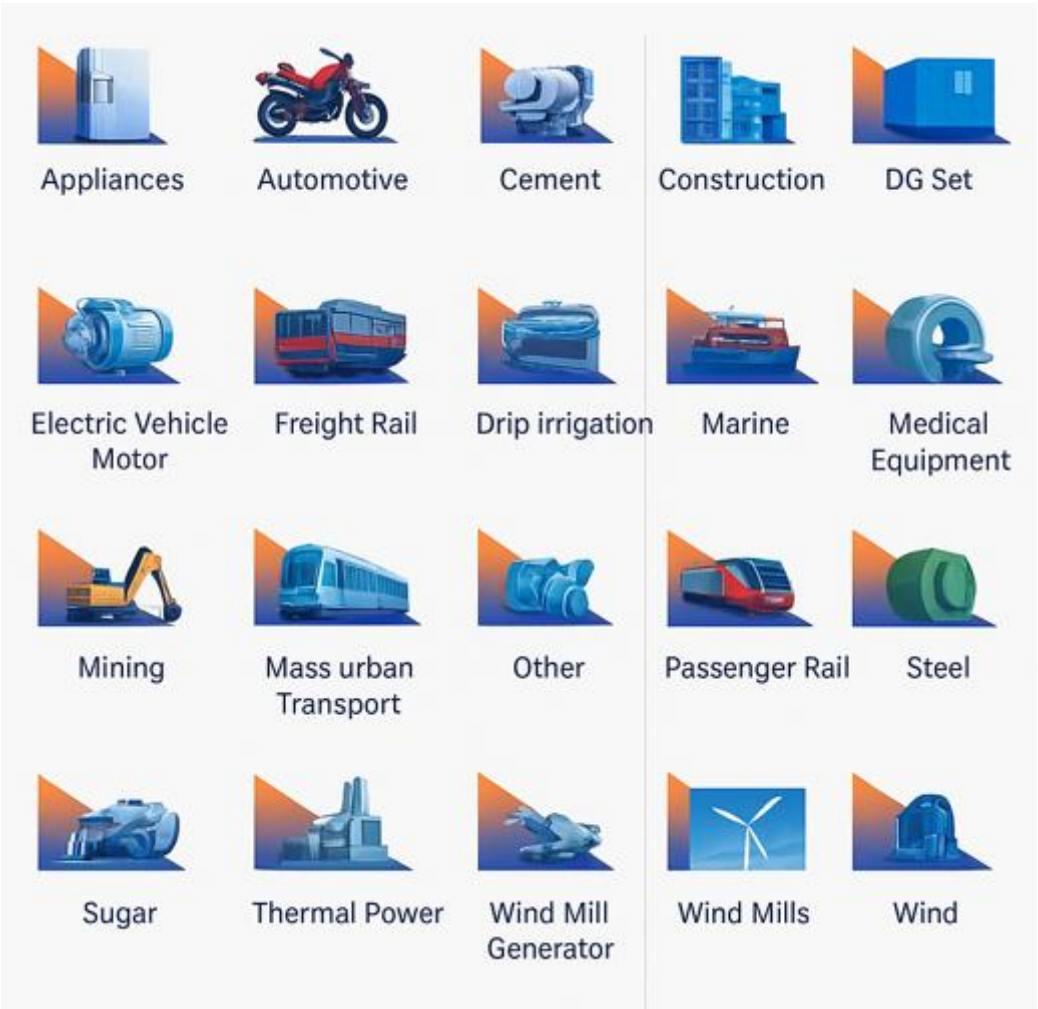 Appliances
Automotive
Cement
Construction
DG Set
Electric Vehicle
Motor
Freight Rail
Drip irrigation
Marine
Medical
Equipment
Mining
Mass urban
Transport
Other
Passenger Rail
Steel
Sugar
Thermal Power
Wind Mill
Generator
Wind Mills
Wind